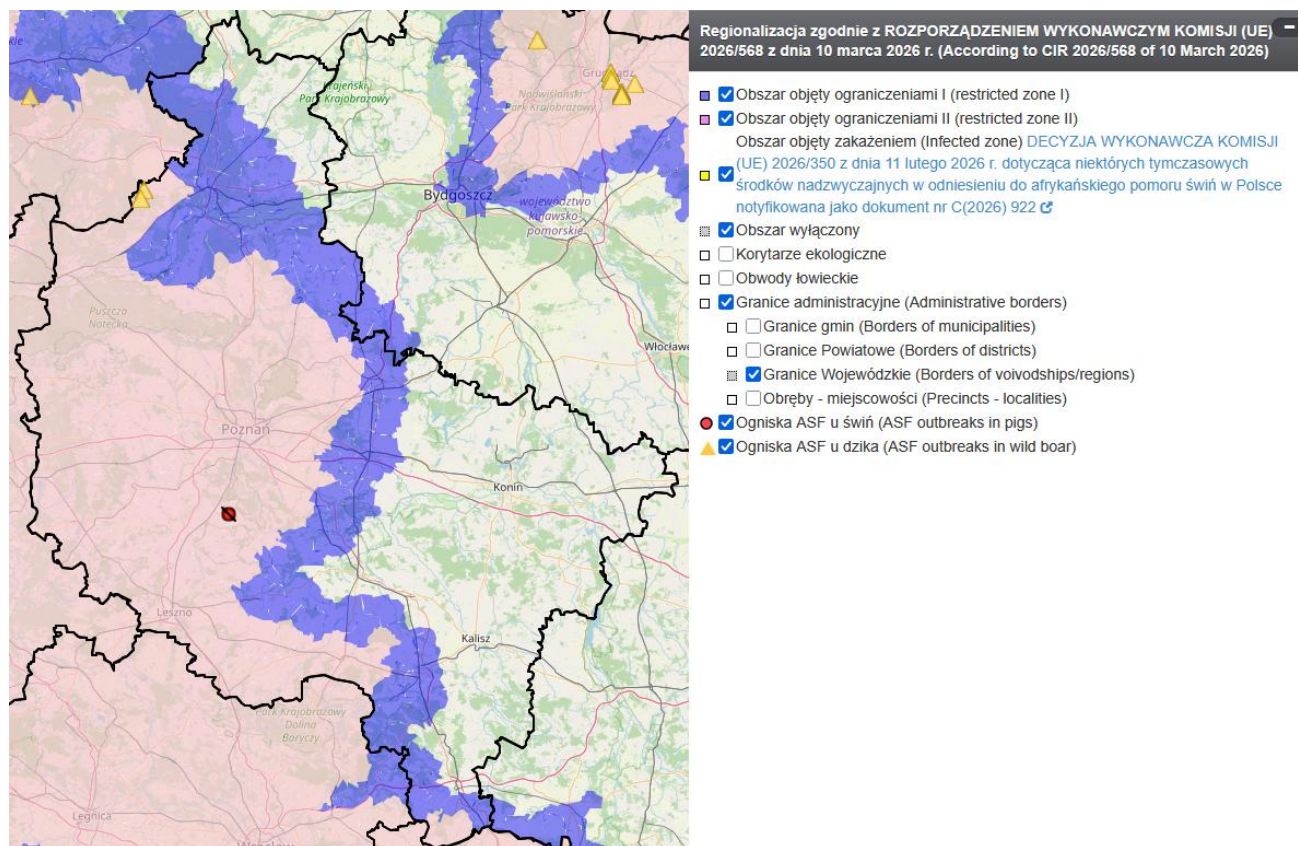 Regionalizacja zgodnie z ROZPORZĄDZENIEM WYKONAWCZYM KOMISJI (UE)
2026/568 z dnia 10 marca 2026 r. (According to CIR 2026/568 of 10 March 2026)
Obszar objęty ograniczeniami I (restricted zone I)
Obszar objęty ograniczeniami II (restricted zone II)
Obszar objęty zakażeniem (Infected zone) DECYZJA WYKONAWCZA KOMISJI
(UE) 2026/350 z dnia 11 lutego 2026 r. dotycząca niektórych tymczasowych
środków nadzwyczajnych w odniesieniu do afrykańskiego pomoru świń w Polsce
notyfikowana jako dokument nr C(2026) 922
Obszar wyłączony
Korytarze ekologiczne
Obwody łowieckie
Granice administracyjne (Administrative borders)
Granice gmin (Borders of municipalities)
Granice Powiatowe (Borders of districts)
Granice Wojewódzkie (Borders of voivodships/regions)
Obręby - miejscowości (Precincts - localities)
Ogniska ASF u świń (ASF outbreaks in pigs)
Ogniska ASF u dzika (ASF outbreaks in wild boar)
Park Krajobrazowy
Nadwiślański
Park Krajobrazowy
Bydgoszcz
województwo
kujawsko-
pomorskie
Puszcza
Notecka
Włocławe
Poznań
Konin
Leszno
Kalisz
Park Krajobrazowy
Dolina
Baryczy
Legnica